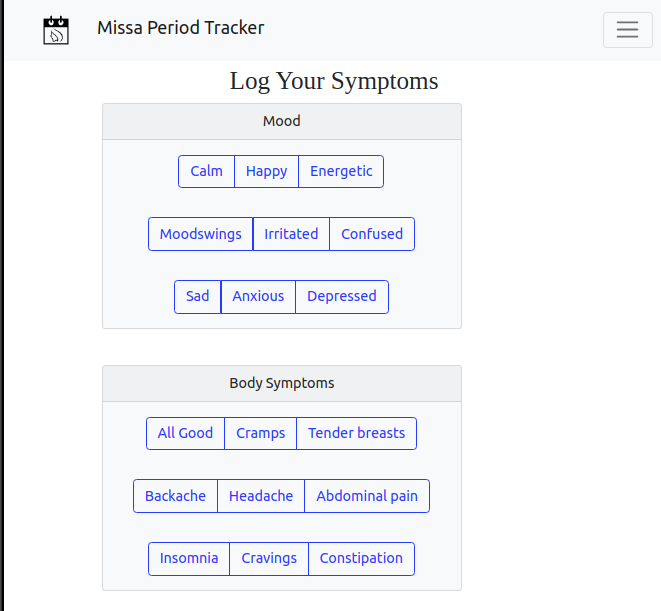 Missa Period Tracker
Log Your Symptoms
Mood
Calm Happy Energetic
Moodswings Irritated Confused
Sad Anxious Depressed
Body Symptoms
All Good Cramps Tender breasts
Backache Headache Abdominal pain
Insomnia Cravings Constipation